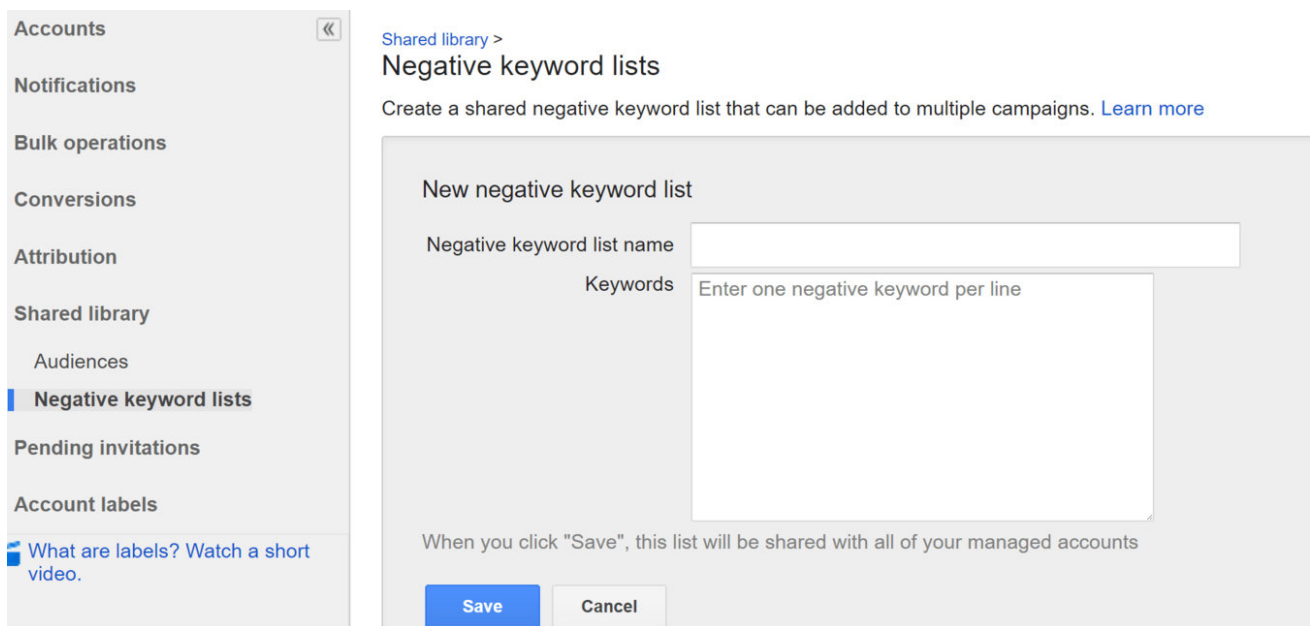 Accounts
Notifications
Bulk operations
Conversions
Attribution
Shared library
Audiences
Negative keyword lists
Pending invitations
Account labels
What are labels? Watch a short
video.
Shared library >
Negative keyword lists
Create a shared negative keyword list that can be added to multiple campaigns. Learn more
New negative keyword list
Negative keyword list name
Keywords
Enter one negative keyword per line
When you click "Save", this list will be shared with all of your managed accounts
Save
Cancel